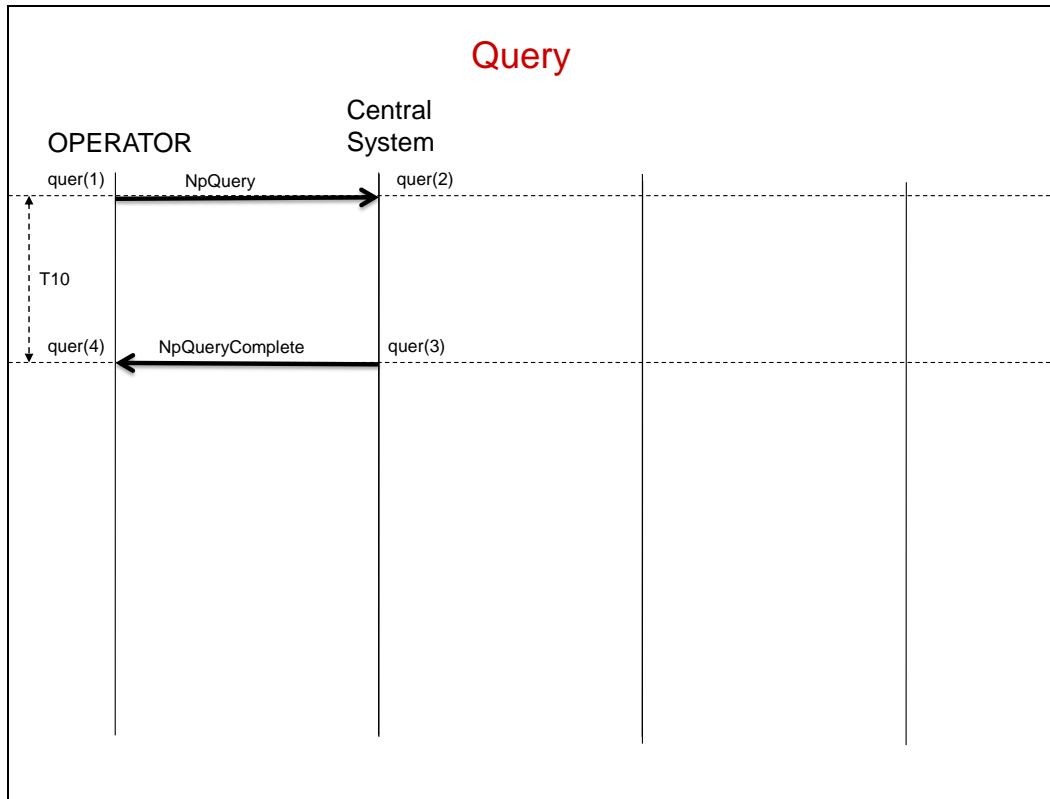 Query
Central
System
OPERATOR
quer(1)
NpQuery
quer(2)
T10
quer(4)
NpQueryComplete
quer(3)